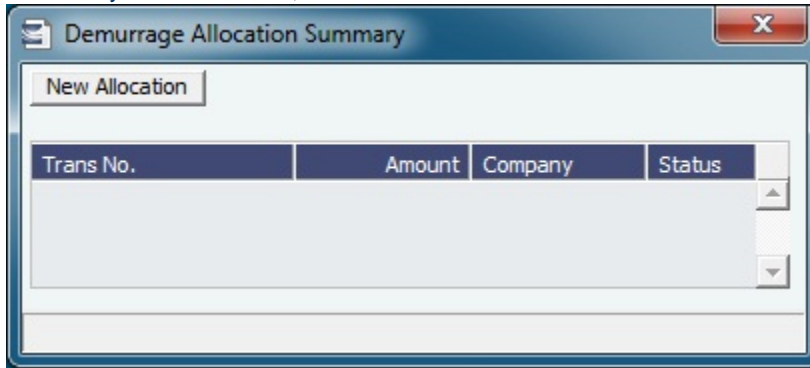 Demurrage Allocation Summary
New Allocation
Trans No. Amount Company Status